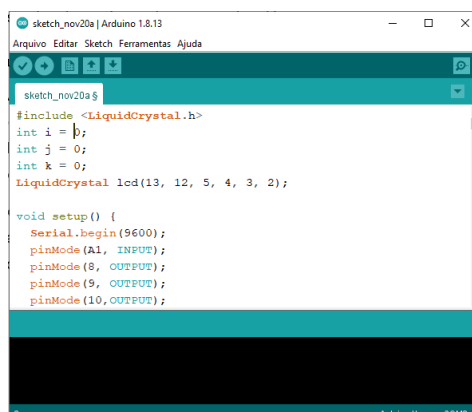 sketch_nov20a | Arduino 1.8.13
Arquivo Editar Sketch Ferramentas Ajuda
sketch_nov20a §
#include <LiquidCrystal.h>
int i = 0;
int j = 0;
int k = 0;
LiquidCrystal lcd(13, 12, 5, 4, 3, 2);
void setup() {
Serial.begin(9600);
pinMode(A1, INPUT);
pinMode(8, OUTPUT);
pinMode(9, OUTPUT);
pinMode(10,OUTPUT);